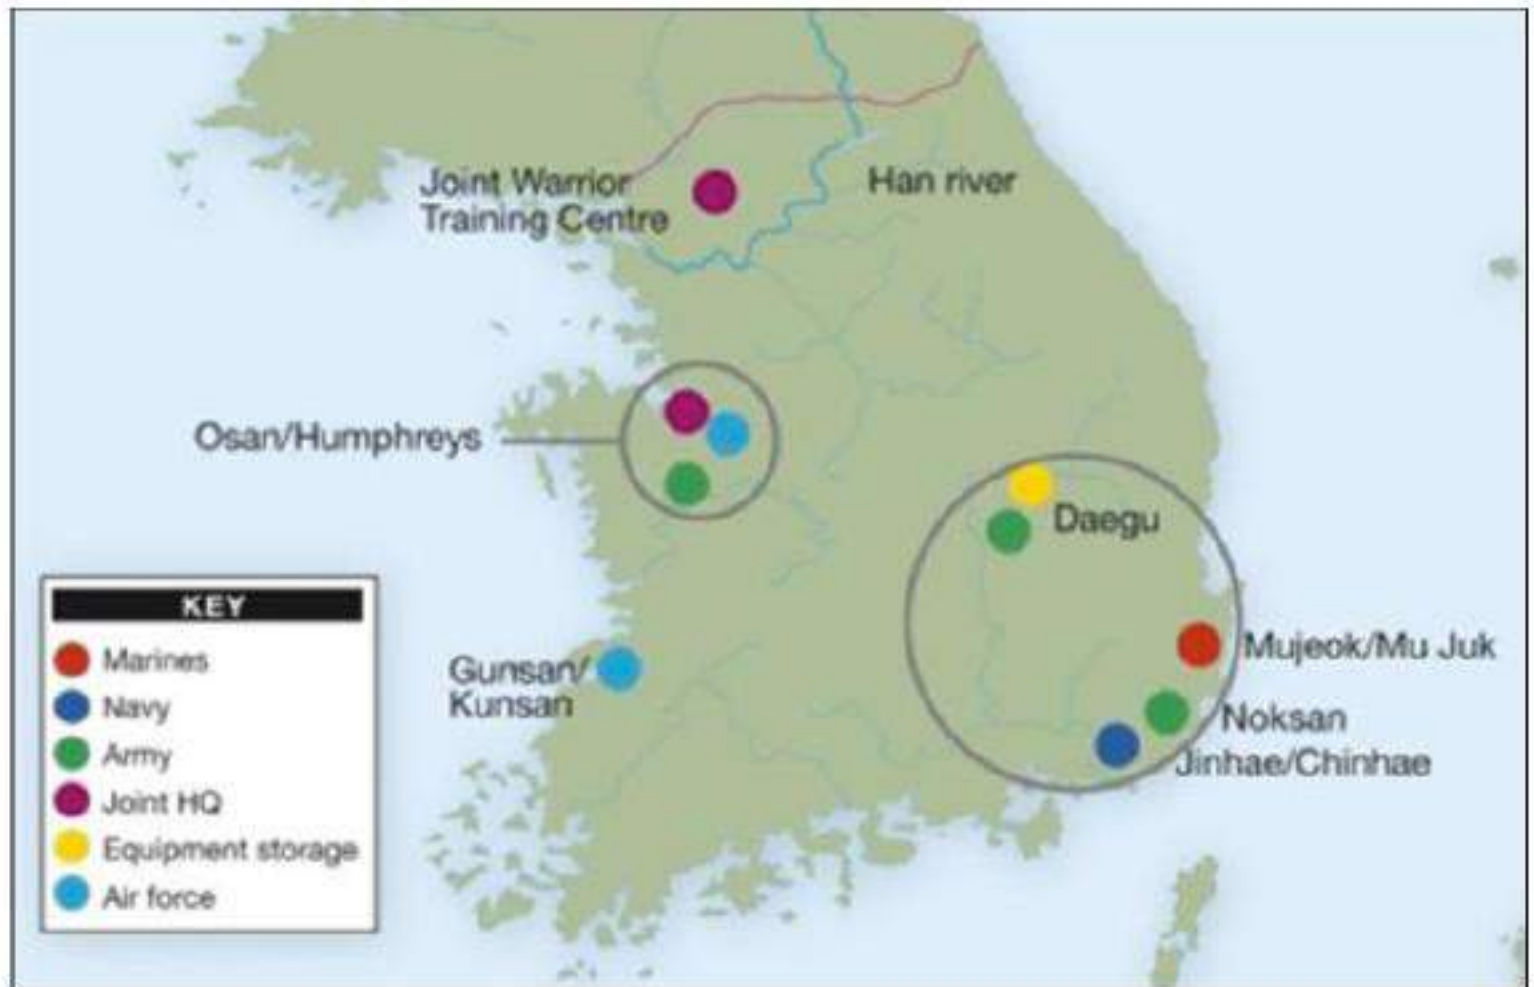 Joint Warrior
Training Centre
Han river
Osan/Humphreys
Daegu
Mujeok/Mu Juk
Gunsan/
Kunsan
Noksan
Jinhae/Chinhae
KEY
Marines
Navy
Army
Joint HQ
Equipment storage
Air force